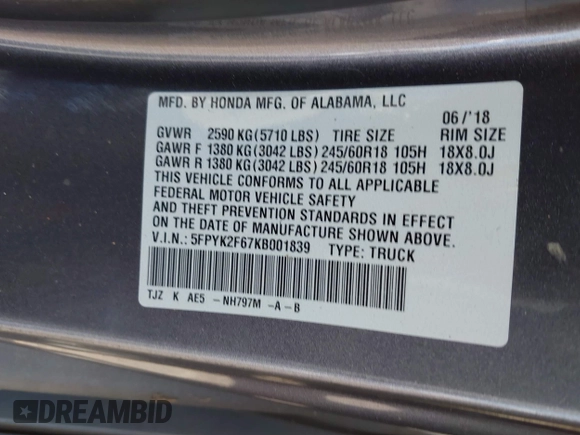 MFD. BY HONDA MFG. OF ALABAMA, LLC
06/'18
GVWR 2590 KG(5710 LBS) TIRE SIZE RIM SIZE
GAWR F 1380 KG(3042 LBS) 245/60R18 105H 18X8.0J
GAWR R 1380 KG(3042 LBS) 245/60R18 105H 18X8.0J
THIS VEHICLE CONFORMS TO ALL APPLICABLE
FEDERAL MOTOR VEHICLE SAFETY
AND THEFT PREVENTION STANDARDS IN EFFECT
ON THE DATE OF MANUFACTURE SHOWN ABOVE.
V.I.N.: 5FPYK2F67KB001839 TYPE: TRUCK
TJZ K AE5 -NH797M -A-B
DREAMBID